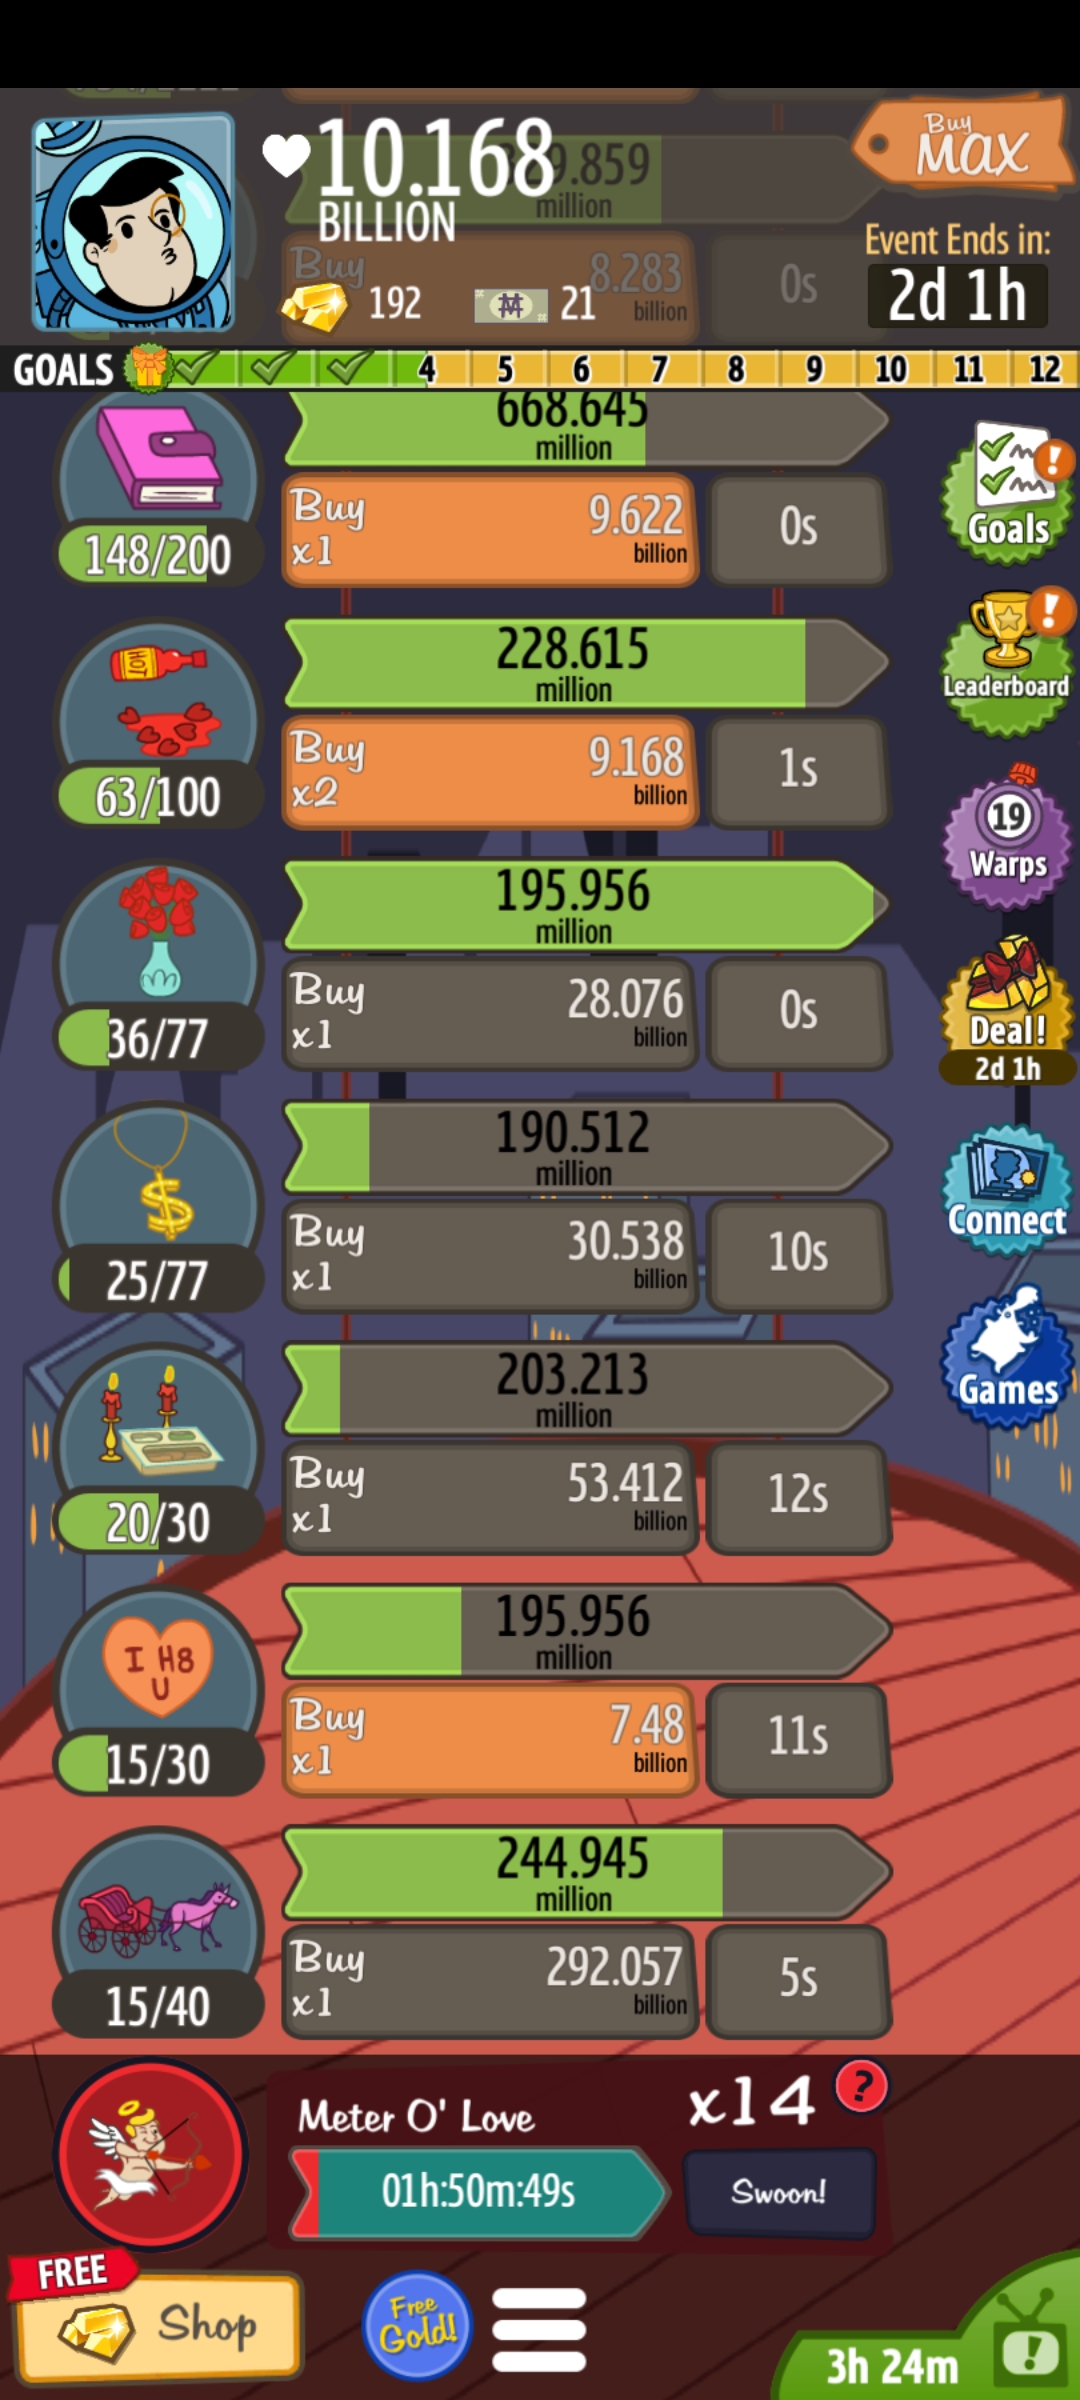 10.168
BILLION
Buy
MAX
million
Buy
8.283
billion
0s
192
21
Event Ends in:
2d 1h
GOALS
4 5 6 7 8 9 10 11 12
668.645
million
148/200
Buy
x1
9.622
billion
0s
Goals
228.615
million
63/100
Buy
x2
9.168
billion
1s
Leaderboard
HOT
195.956
million
36/77
Buy
x1
28.076
billion
0s
19
Warps
Deal!
2d 1h
190.512
million
25/77
Buy
x1
30.538
billion
10s
Connect
203.213
million
20/30
Buy
x1
53.412
billion
12s
Games
195.956
million
I H8
U
15/30
Buy
x1
7.48
billion
11s
244.945
million
15/40
Buy
x1
292.057
billion
5s
Meter O' Love
x14
?
01h:50m:49s
Swoon!
FREE
Shop
Free
Gold!
3h 24m